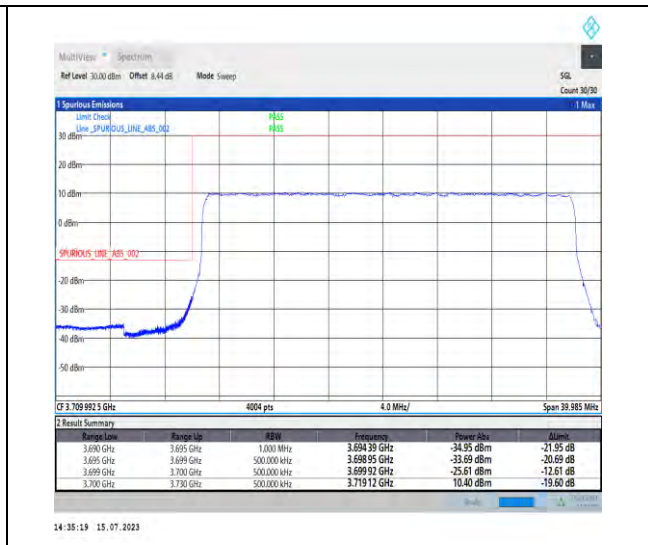 MultiView Spectrum
Ref Level 30.00 dBm Offset 8.44 dB Mode Sweep SGL
Count 30/30
1 Spurious Emissions 1 Max
Limit Check PASS
Line _SPURIOUS_LINE_ABS_002 PASS
30 dBm
20 dBm
10 dBm
0 dBm
_SPURIOUS_LINE_ABS_002
-20 dBm
-30 dBm
-40 dBm
-50 dBm
CF 3.709 992 5 GHz 4004 pts 4.0 MHz/ Span 39.985 MHz
2 Result Summary
Range Low Range Up RBW Frequency Power Abs ΔLimit
3.690 GHz 3.695 GHz 1.000 MHz 3.694 39 GHz -34.95 dBm -21.95 dB
3.695 GHz 3.699 GHz 500.000 kHz 3.698 95 GHz -33.69 dBm -20.69 dB
3.699 GHz 3.700 GHz 500.000 kHz 3.699 92 GHz -25.61 dBm -12.61 dB
3.700 GHz 3.730 GHz 500.000 kHz 3.719 12 GHz 10.40 dBm -19.60 dB
14:35:19 15.07.2023